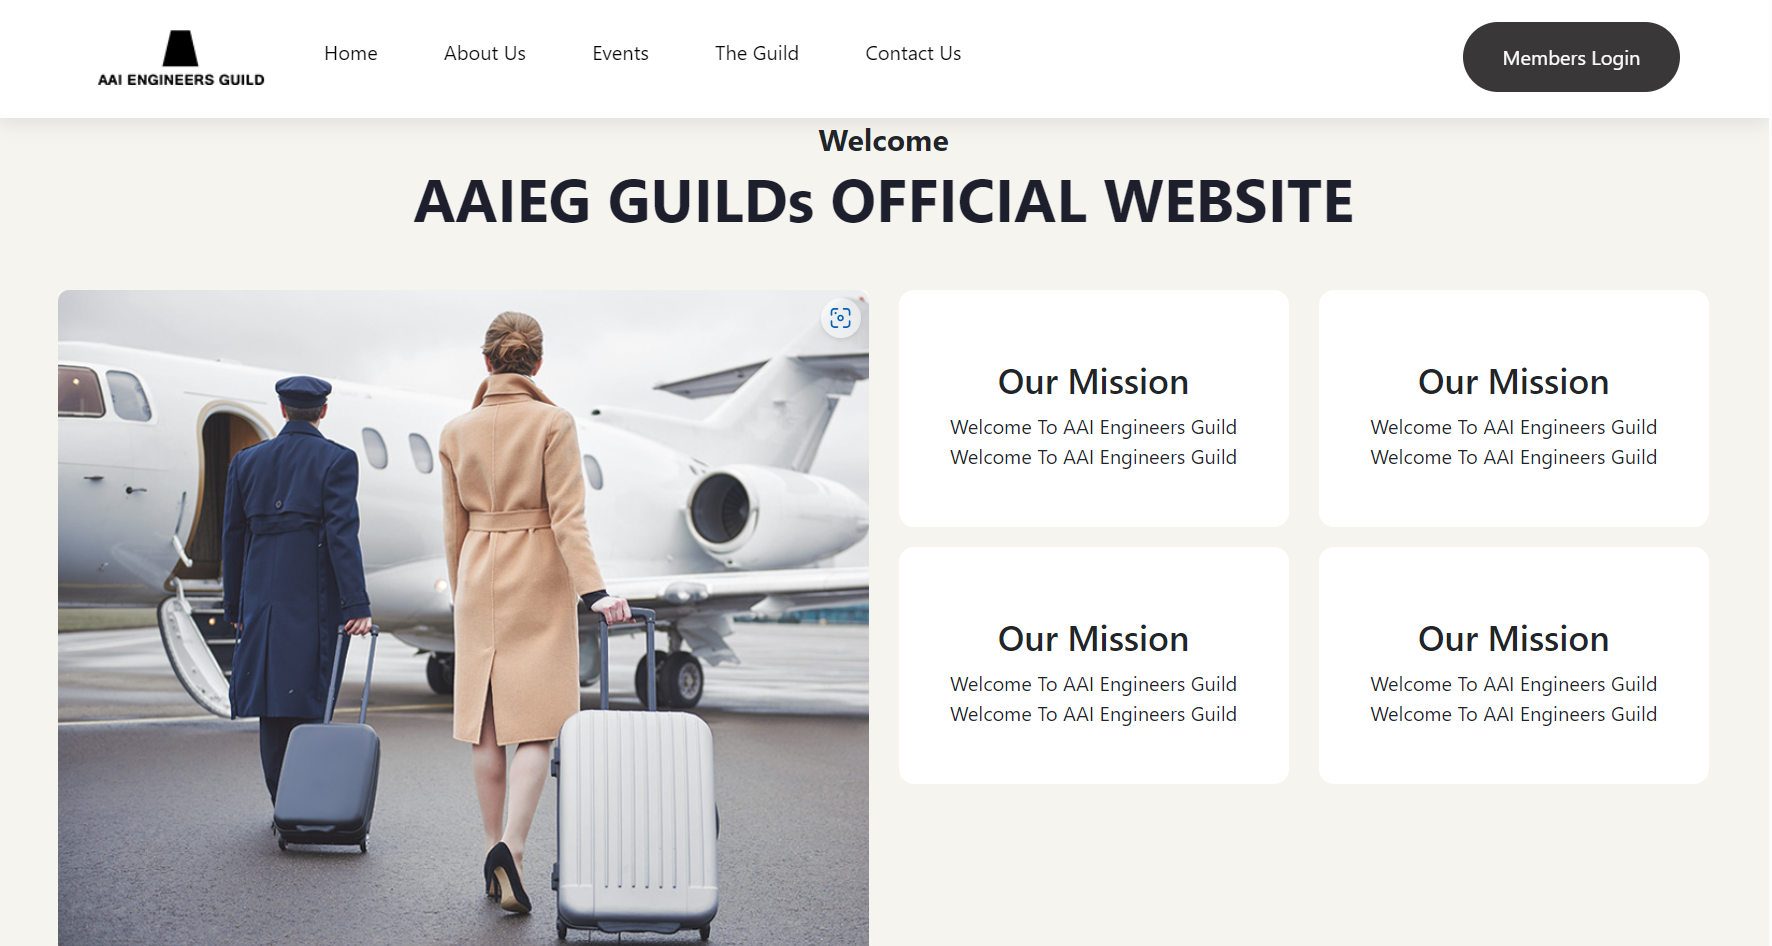 AAI ENGINEERS GUILD
Home
About Us
Events
The Guild
Contact Us
Members Login
Welcome
AAIEG GUILDs OFFICIAL WEBSITE
Our Mission
Welcome To AAI Engineers Guild
Welcome To AAI Engineers Guild
Our Mission
Welcome To AAI Engineers Guild
Welcome To AAI Engineers Guild
Our Mission
Welcome To AAI Engineers Guild
Welcome To AAI Engineers Guild
Our Mission
Welcome To AAI Engineers Guild
Welcome To AAI Engineers Guild